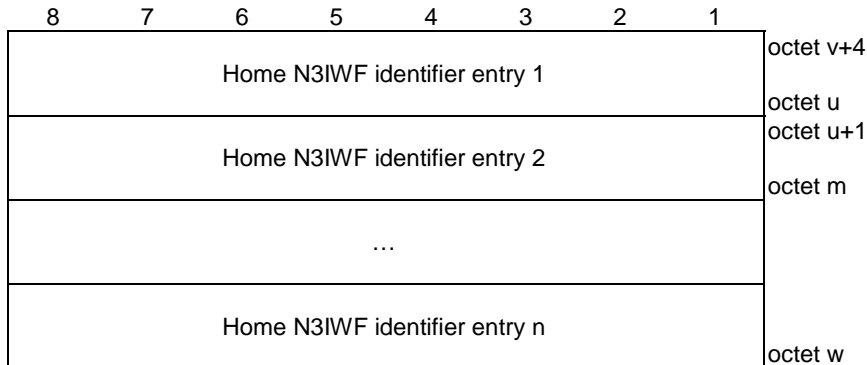 8 7 6 5 4 3 2 1
octet v+4
Home N3IWF identifier entry 1
octet u
octet u+1
Home N3IWF identifier entry 2
octet m
…
Home N3IWF identifier entry n
octet w